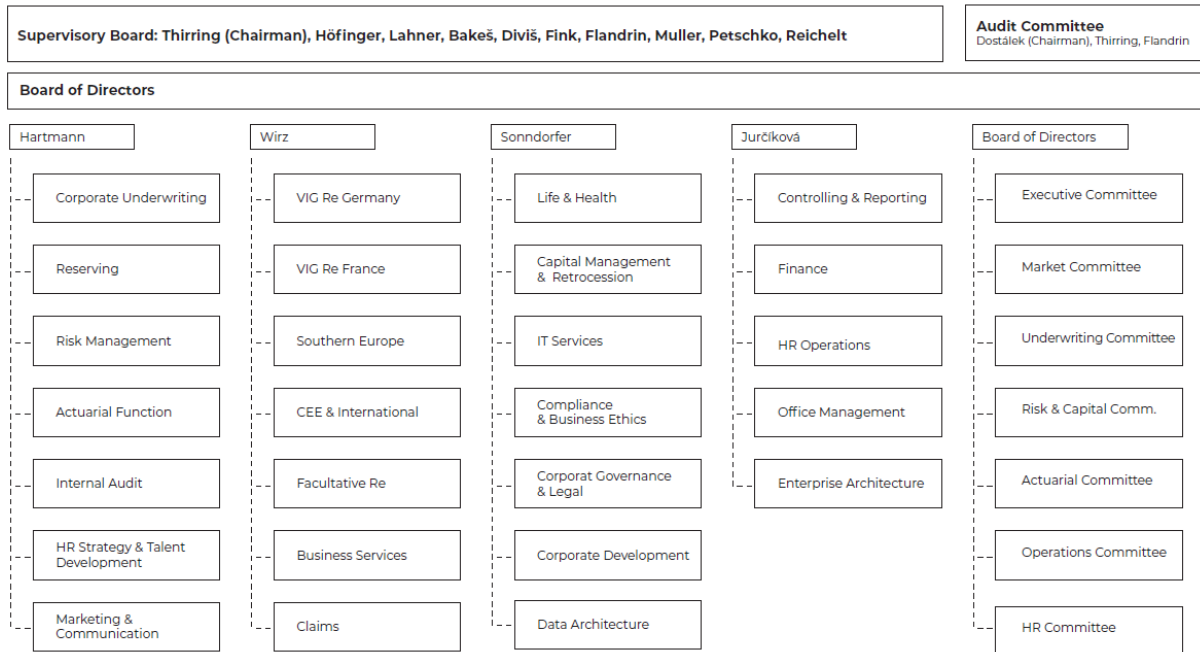 Supervisory Board: Thirring (Chairman), Höfinger, Lahner, Bakeš, Diviš, Fink, Flandrin, Muller, Petschko, Reichelt
Audit Committee
Dostálek (Chairman), Thirring, Flandrin
Board of Directors
Hartmann
Corporate Underwriting
Reserving
Risk Management
Actuarial Function
Internal Audit
HR Strategy & Talent
Development
Marketing &
Communication
Wirz
VIG Re Germany
VIG Re France
Southern Europe
CEE & International
Facultative Re
Business Services
Claims
Sonndorfer
Life & Health
Capital Management
& Retrocession
IT Services
Compliance
& Business Ethics
Corporat Governance
& Legal
Corporate Development
Data Architecture
Jurčíková
Controlling & Reporting
Finance
HR Operations
Office Management
Enterprise Architecture
Board of Directors
Executive Committee
Market Committee
Underwriting Committee
Risk & Capital Comm.
Actuarial Committee
Operations Committee
HR Committee